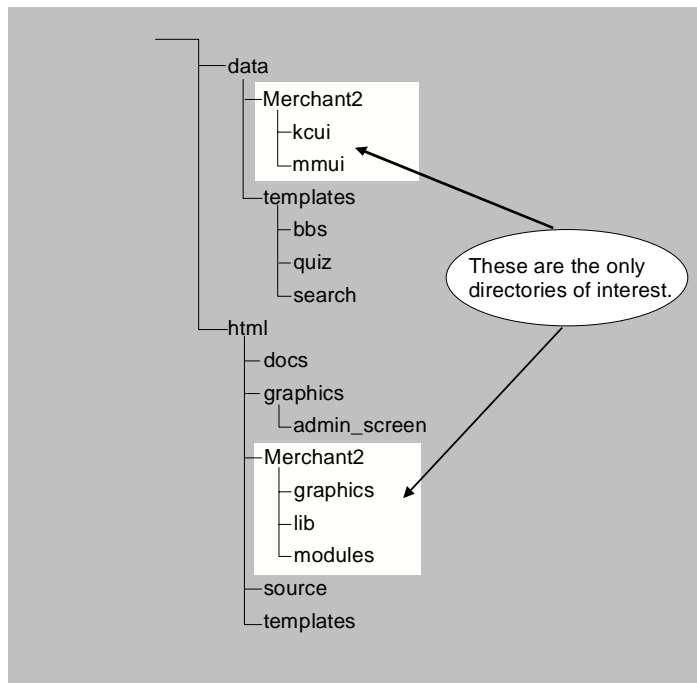 data
Merchant2
kcui
mmui
templates
bbs
quiz
search
These are the only
directories of interest.
html
docs
graphics
admin_screen
Merchant2
graphics
lib
modules
source
templates